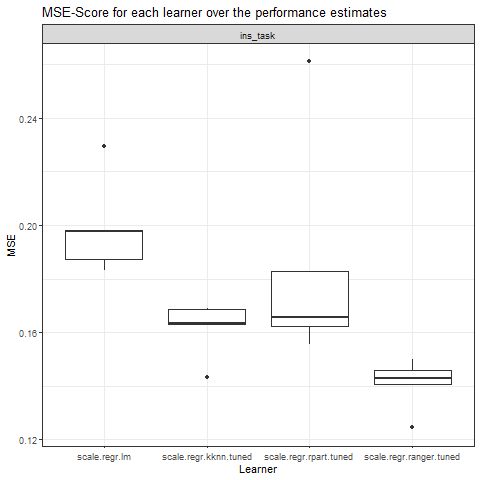 MSE-Score for each learner over the performance estimates
ins_task
0.24
0.20
0.16
0.12
MSE
scale.regr.lm scale.regr.kknn.tuned scale.regr.rpart.tuned scale.regr.ranger.tuned
Learner